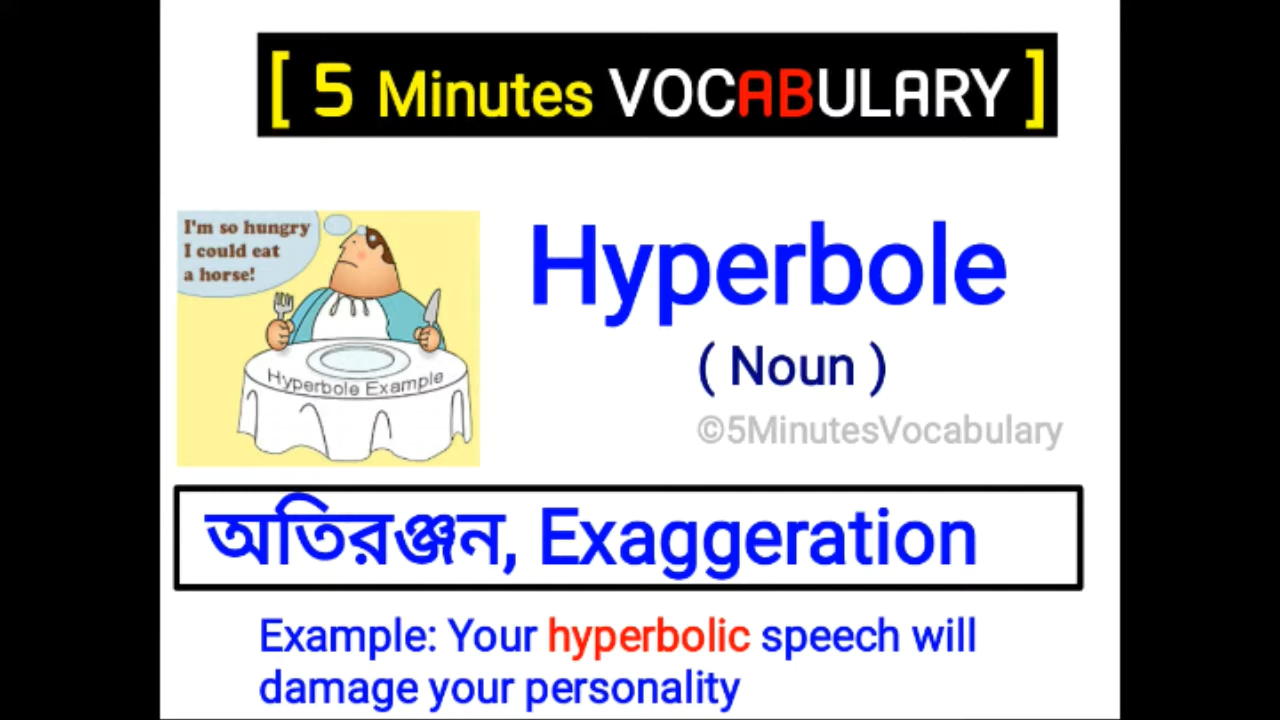 [ 5 Minutes VOCABULARY ]
I'm so hungry
I could eat
a horse!
Hyperbole Example
Hyperbole
( Noun )
©5MinutesVocabulary
অতিরঞ্জন, Exaggeration
Example: Your hyperbolic speech will
damage your personality